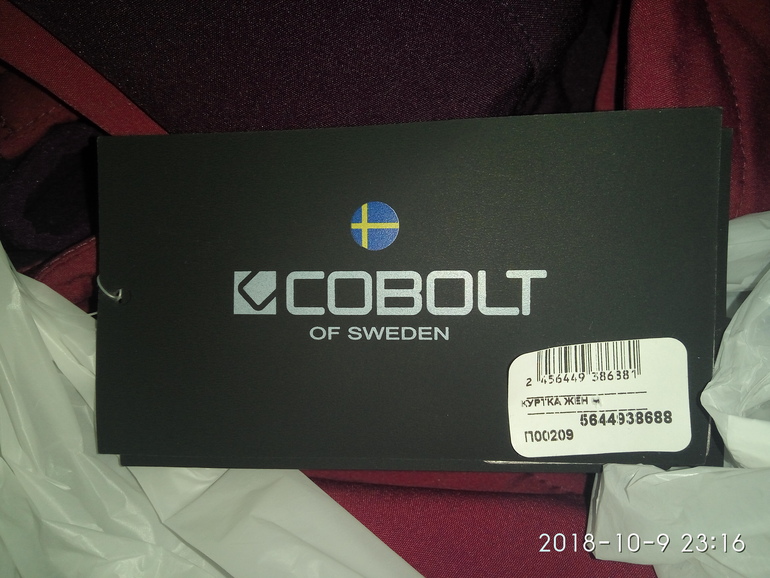 COBOLT
OF SWEDEN
2 456449 386381
КУРТКА ЖЕН
5644938688
П00209
2018-10-9 23:16